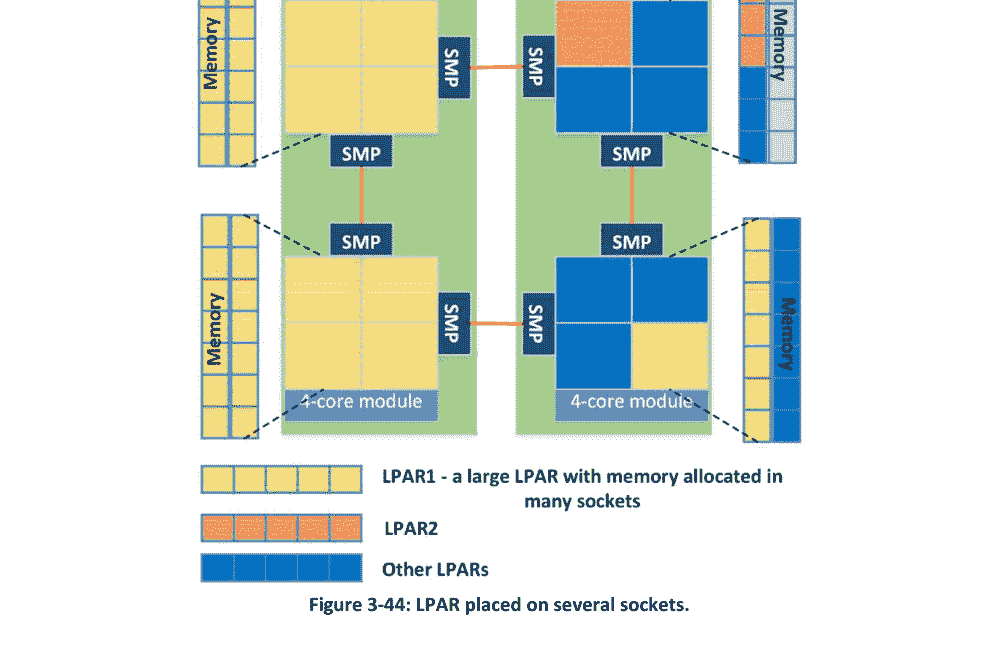 Memory
SMP
SMP
Memory
SMP
SMP
SMP
SMP
Memory
SMP
SMP
Memory
4-core module
4-core module
LPAR1 - a large LPAR with memory allocated in
many sockets
LPAR2
Other LPARs
Figure 3-44: LPAR placed on several sockets.